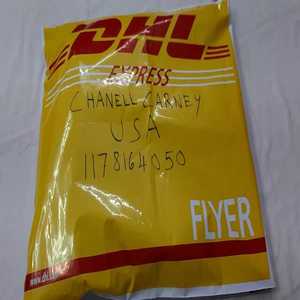 DHL
EXPRESS
CHANELL CARNEY
USA
1178164050
FLYER